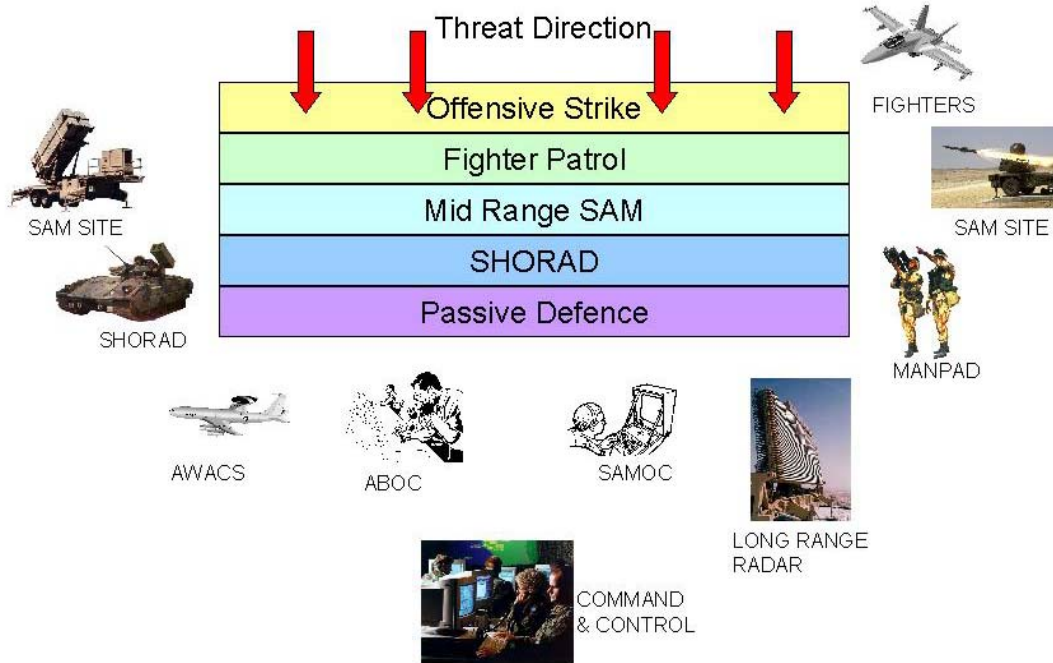 Threat Direction
Offensive Strike
Fighter Patrol
Mid Range SAM
SHORAD
Passive Defence
FIGHTERS
SAM SITE
SAM SITE
SHORAD
MANPAD
AWACS
ABOC
SAMOC
LONG RANGE
RADAR
COMMAND
& CONTROL